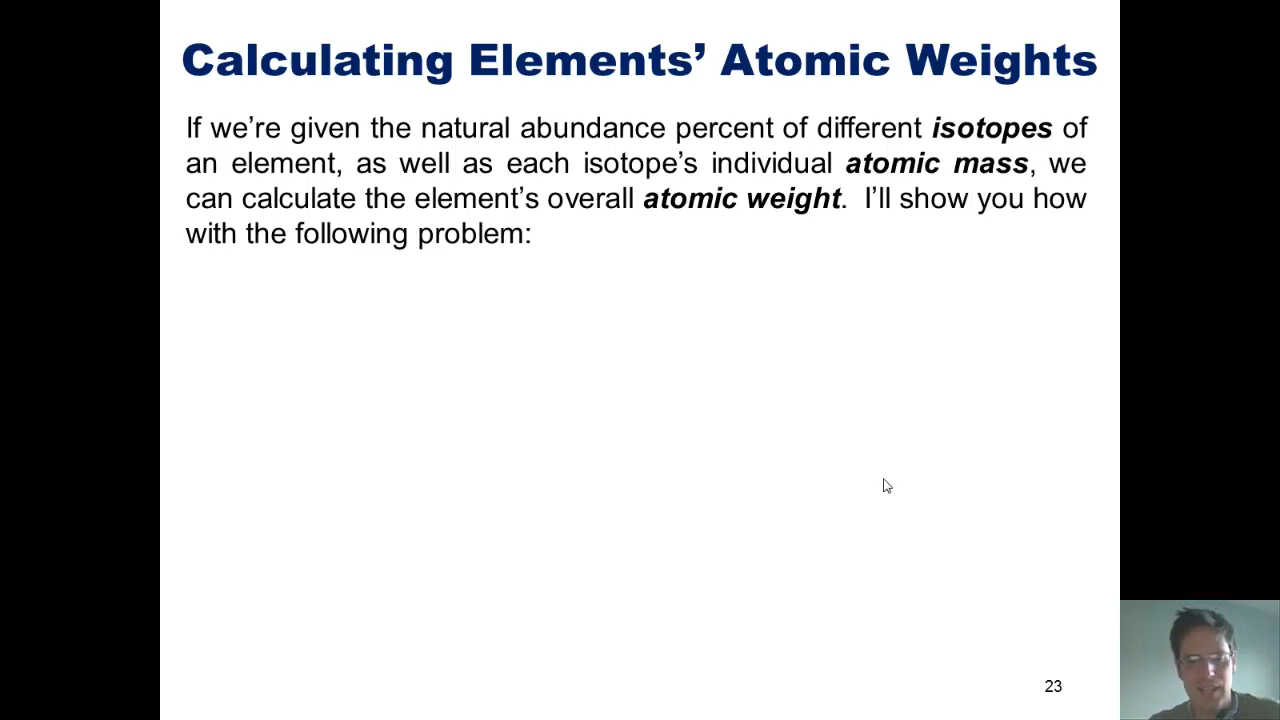 Calculating Elements’ Atomic Weights
If we’re given the natural abundance percent of different isotopes of
an element, as well as each isotope’s individual atomic mass, we
can calculate the element’s overall atomic weight.  I’ll show you how
with the following problem:
23